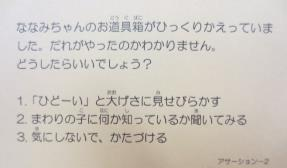 ななみちゃんのお道具箱がひっくりかえっていま
した。だれがやったのかわかりません。
どうしたらいいでしょう？
1. 「ひどーい」と大げさに見せびらかす
2. まわりの子に何か知っているか聞いてみる
3. 気にしないで、かたづける
アサーション−2